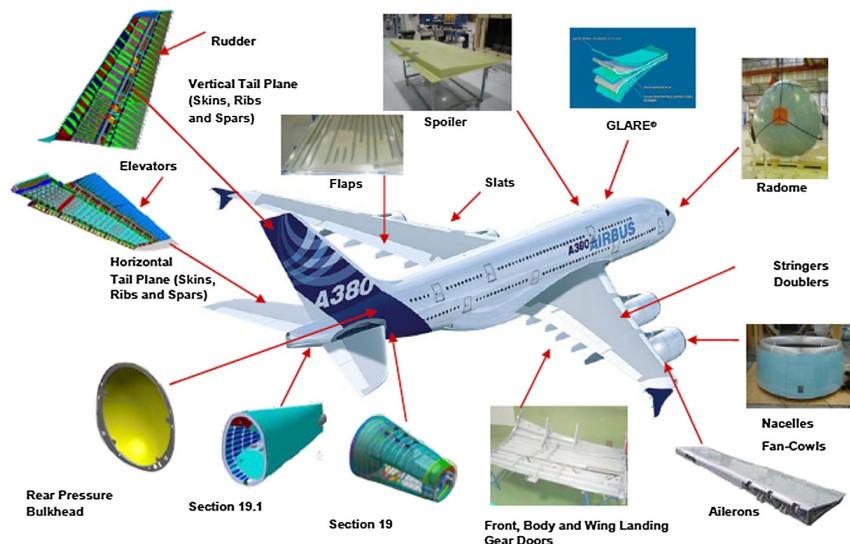 Rudder
Vertical Tail Plane
(Skins, Ribs
and Spars)
Spoiler
GLARE®
Radome
Elevators
Flaps
Slats
Horizontal
Tail Plane (Skins,
Ribs and Spars)
A380 AIRBUS
A380
Stringers
Doublers
Nacelles
Fan-Cowls
Rear Pressure
Bulkhead
Section 19.1
Section 19
Front, Body and Wing Landing
Gear Doors
Ailerons